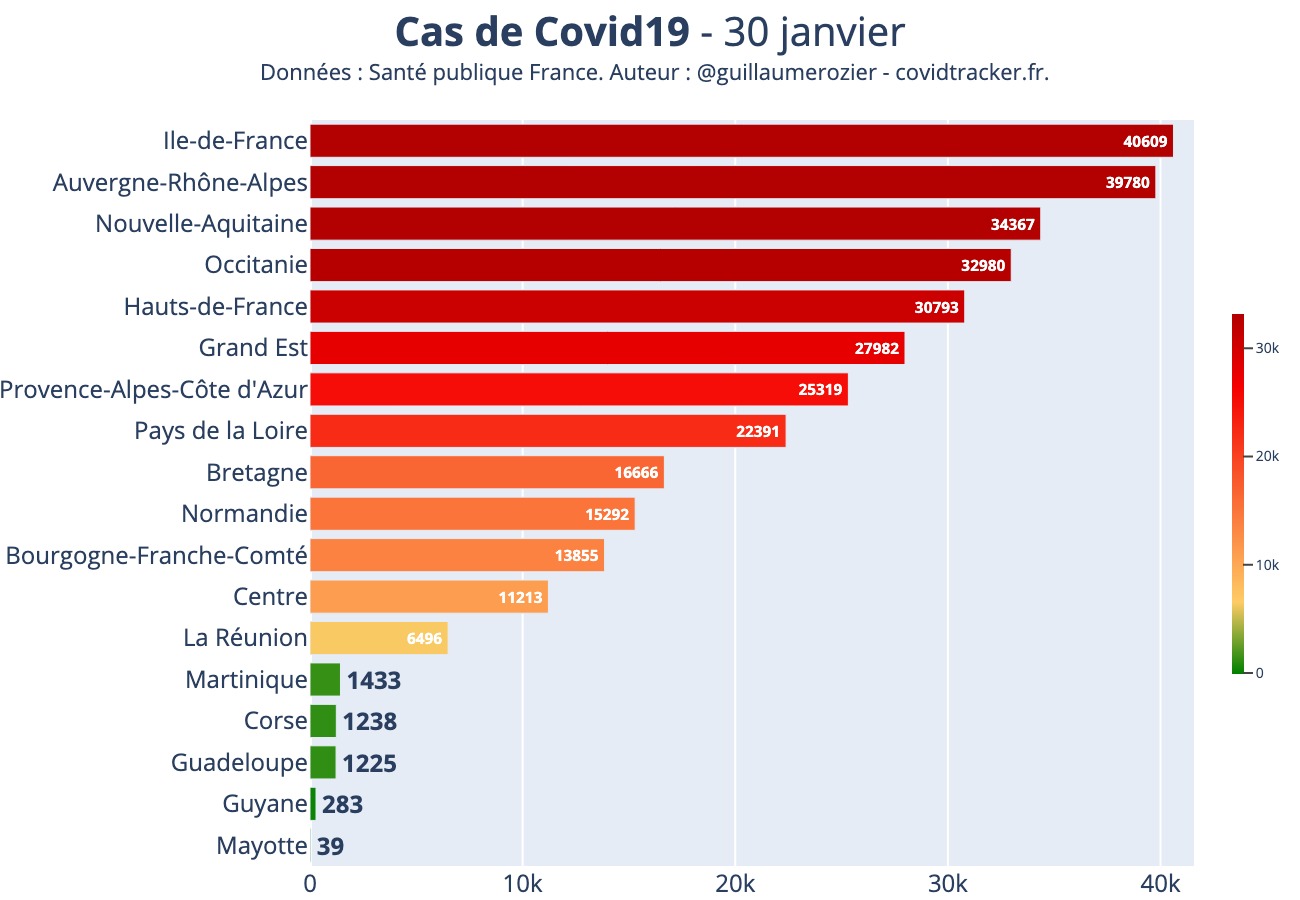 Cas de Covid19 - 30 janvier
Données : Santé publique France. Auteur : @guillaumerozier - covidtracker.fr.
Ile-de-France 40609
Auvergne-Rhône-Alpes 39780
Nouvelle-Aquitaine 34367
Occitanie 32980
Hauts-de-France 30793
Grand Est 27982
Provence-Alpes-Côte d'Azur 25319
Pays de la Loire 22391
Bretagne 16666
Normandie 15292
Bourgogne-Franche-Comté 13855
Centre 11213
La Réunion 6496
Martinique 1433
Corse 1238
Guadeloupe 1225
Guyane 283
Mayotte 39
0 10k 20k 30k 40k
30k
20k
10k
0